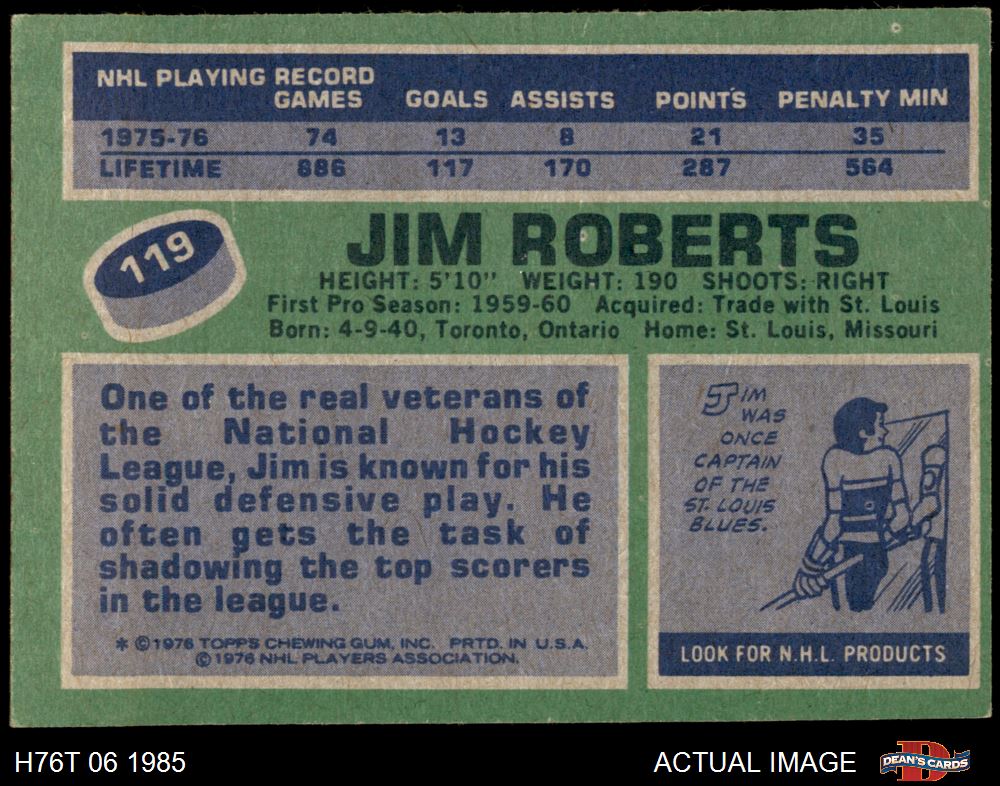 NHL PLAYING RECORD
GAMES GOALS ASSISTS POINTS PENALTY MIN
1975-76 74 13 8 21 35
LIFETIME 886 117 170 287 564
119
JIM ROBERTS
HEIGHT: 5'10" WEIGHT: 190 SHOOTS: RIGHT
First Pro Season: 1959-60 Acquired: Trade with St. Louis
Born: 4-9-40, Toronto, Ontario Home: St. Louis, Missouri
One of the real veterans of
the National Hockey
League, Jim is known for his
solid defensive play. He
often gets the task of
shadowing the top scorers
in the league.
* ©1976 TOPPS CHEWING GUM, INC. PRTD. IN U.S.A.
©1976 NHL PLAYERS ASSOCIATION.
JIM
WAS
ONCE
CAPTAIN
OF THE
ST. LOUIS
BLUES.
LOOK FOR N.H.L. PRODUCTS
H76T 06 1985
ACTUAL IMAGE
D
DEAN'S CARDS